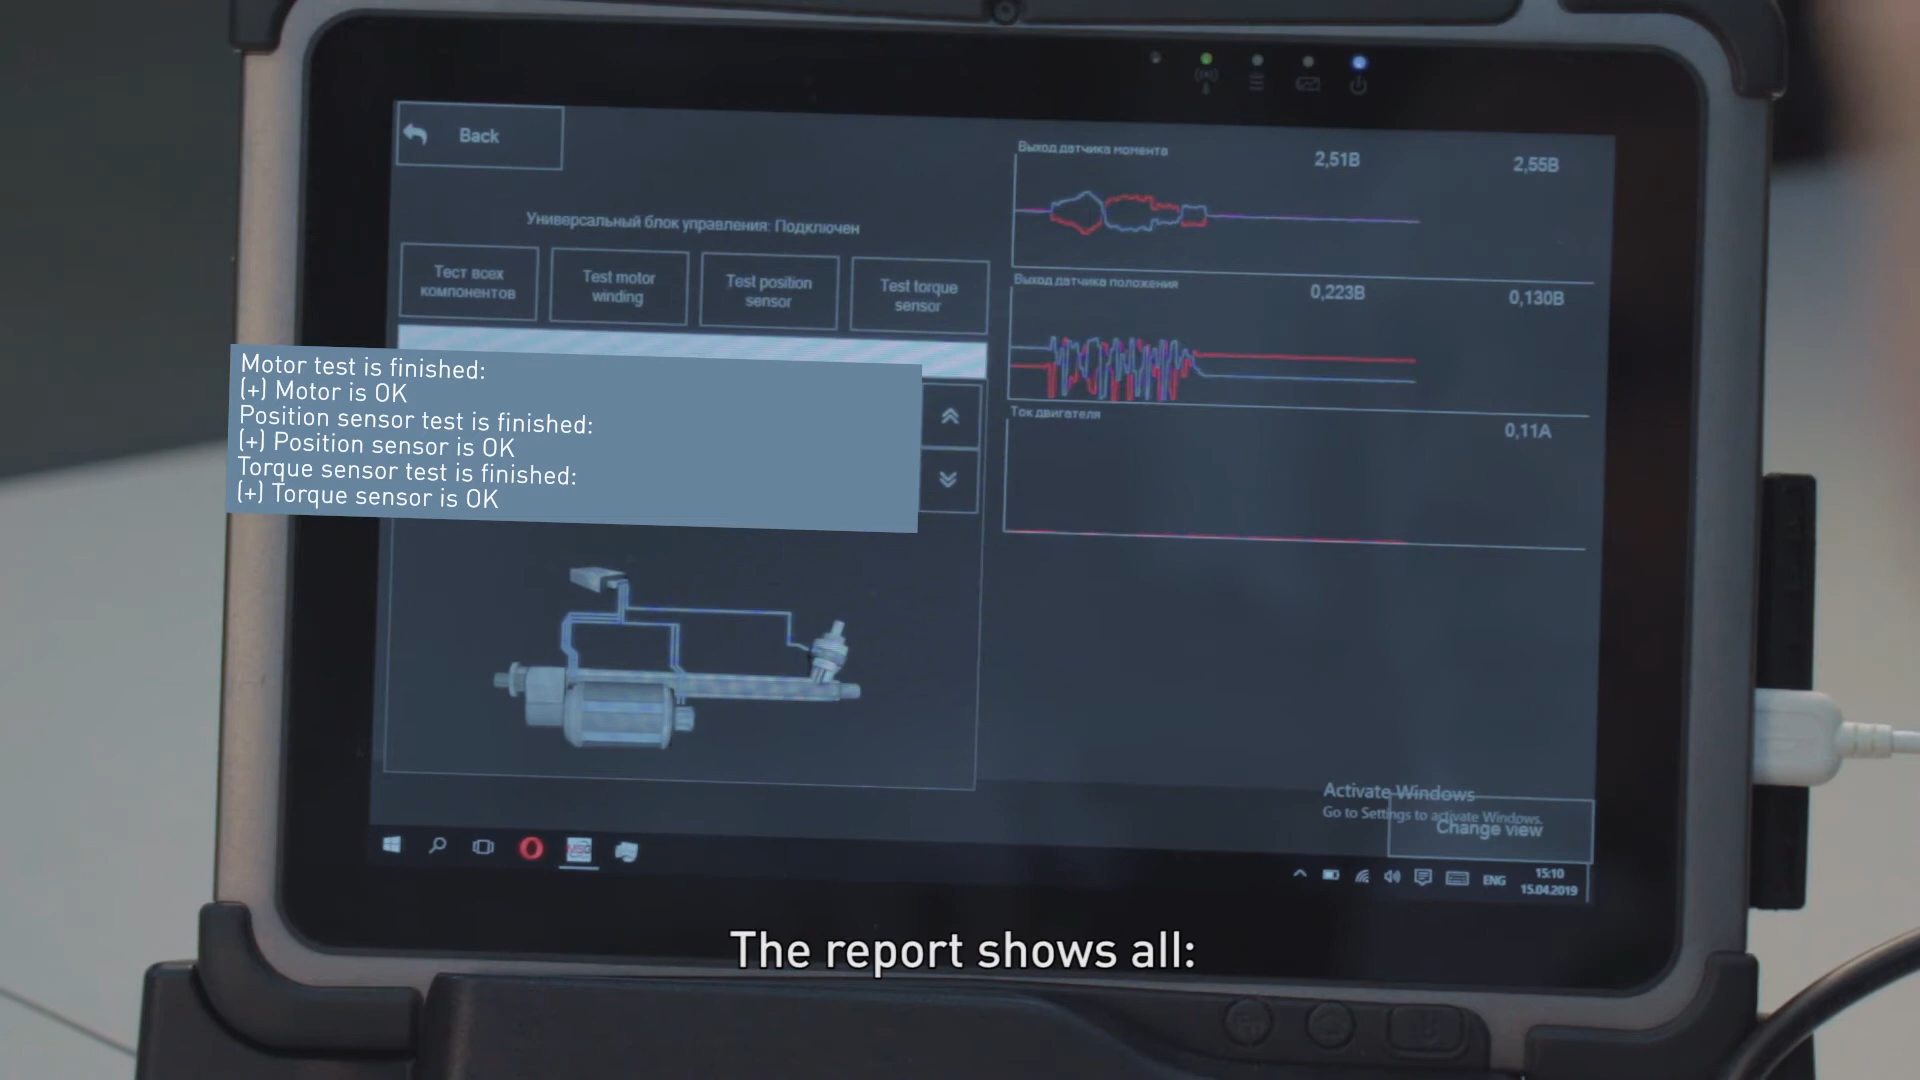 Back
Универсальный блок управления: Подключен
Тест всех
компонентов
Test motor
winding
Test position
sensor
Test torque
sensor
Motor test is finished:
(+) Motor is OK
Position sensor test is finished:
(+) Position sensor is OK
Torque sensor test is finished:
(+) Torque sensor is OK
Выход датчика момента
2,51В
2,55В
Выход датчика положения
0,223В
0,130В
Ток двигателя
0,11А
Activate Windows
Go to Settings to activate Windows.
Change view
MSG
ENG
15:10
15.04.2019
The report shows all: